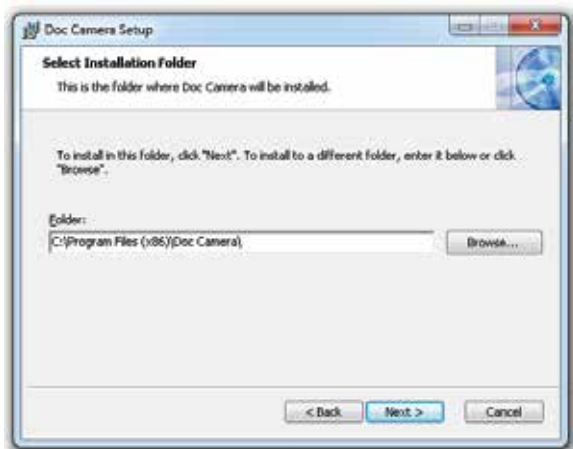 Doc Camera Setup
Select Installation Folder
This is the folder where Doc Camera will be installed.
To install in this folder, click "Next". To install to a different folder, enter it below or click
"Browse".
Folder:
C:\Program Files (x86)\Doc Camera\
Browse...
< Back
Next >
Cancel